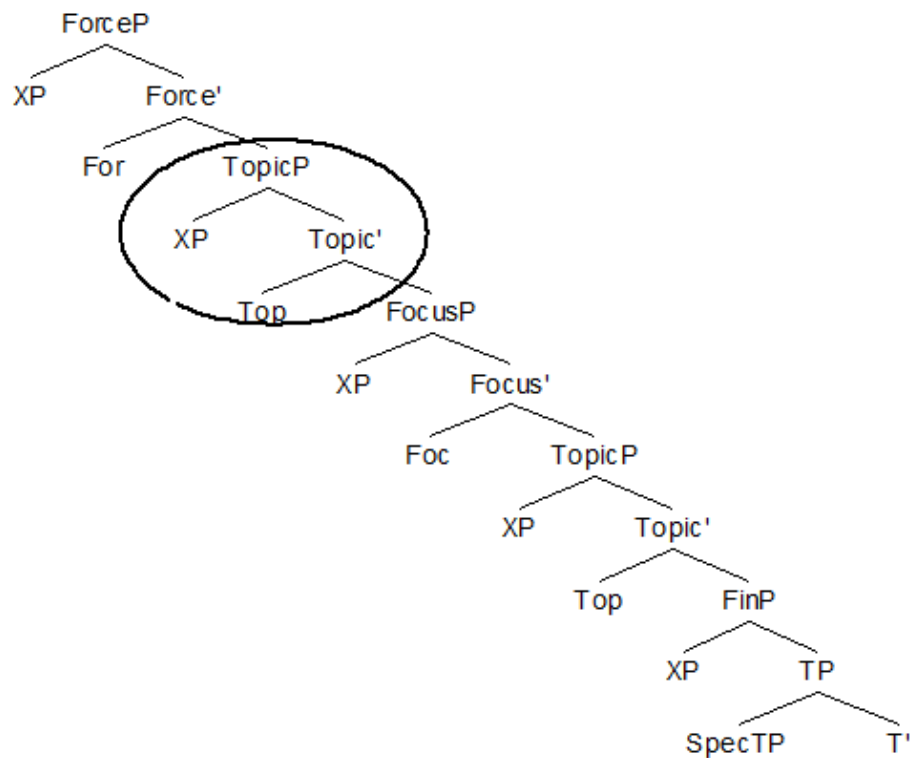 ForceP
XP Force'
For TopicP
XP Topic'
Top FocusP
XP Focus'
Foc TopicP
XP Topic'
Top FinP
XP TP
SpecTP T'